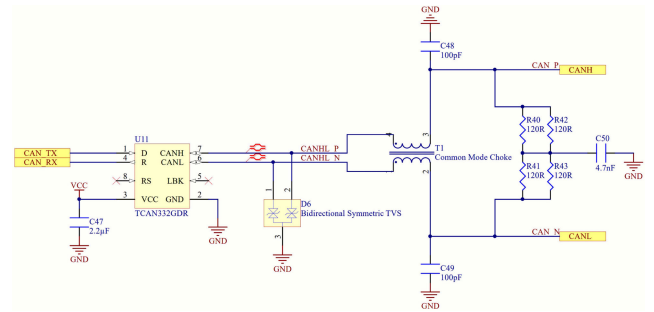 GND
C48
100pF
CAN_P
CANH
U11
R40
120R
R42
120R
C50
4.7nF
GND
CAN_TX
CAN_RX
1
4
8
3
D
R
RS
VCC
CANH
CANL
LBK
GND
7
6
5
2
TCAN332GDR
CANHL_P
CANHL_N
4
3
1
2
T1
Common Mode Choke
R41
120R
R43
120R
VCC
C47
2.2µF
GND
GND
1
2
3
D6
Bidirectional Symmetric TVS
GND
CAN_N
CANL
C49
100pF
GND